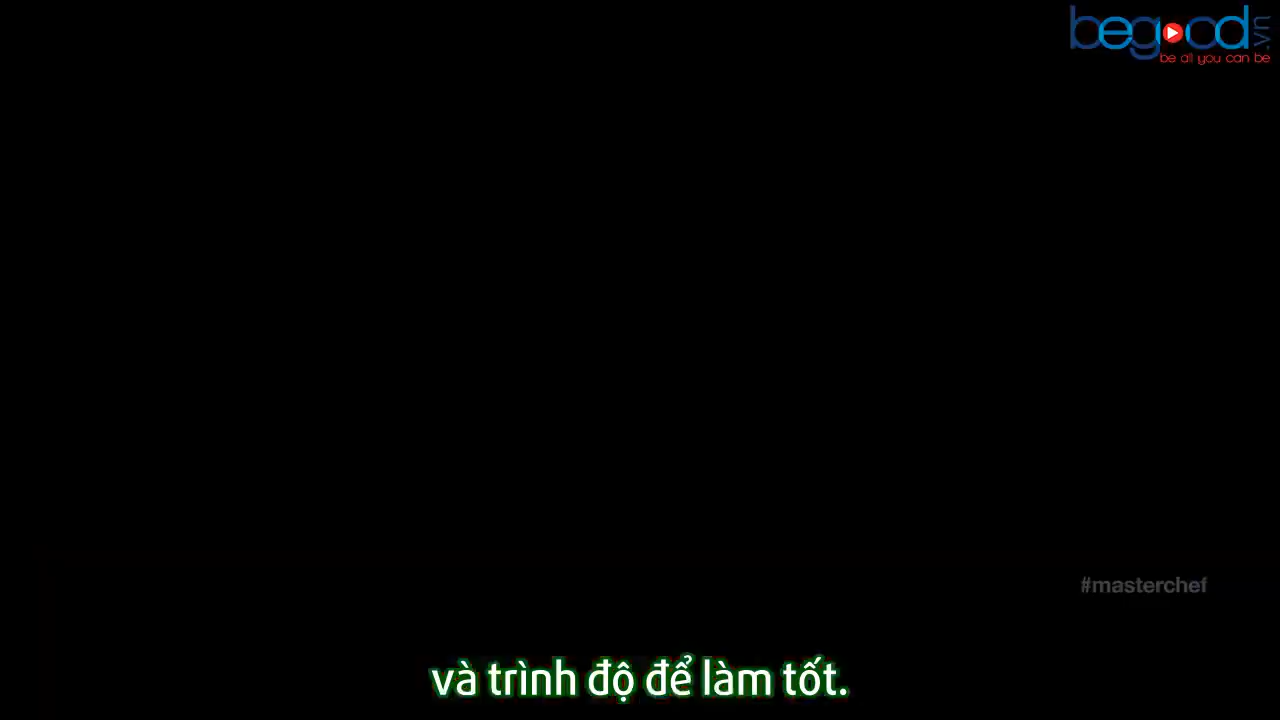 begood.vn
be all you can be
#masterchef
và trình độ để làm tốt.